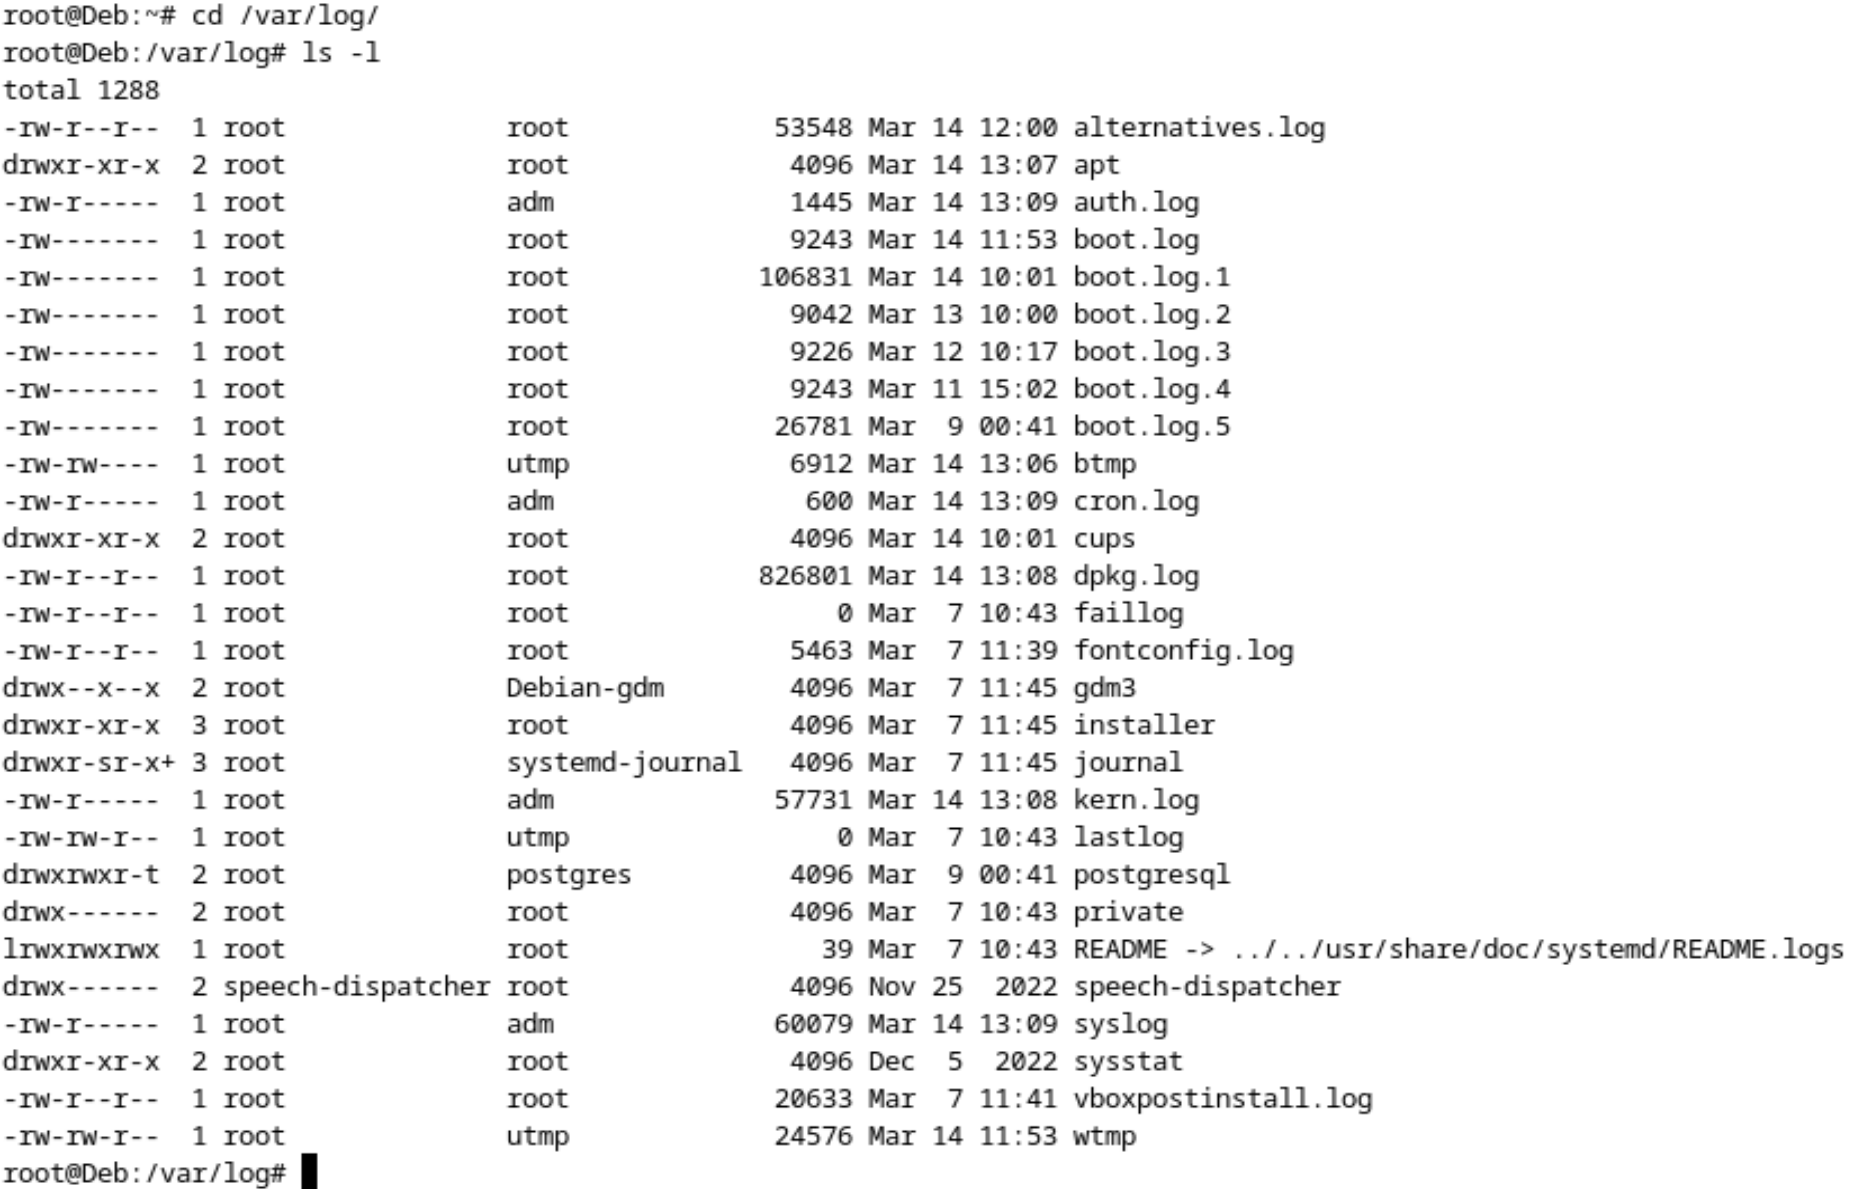 root@Deb:~# cd /var/log/
root@Deb:/var/log# ls -l
total 1288
-rw-r--r--  1 root              root             53548 Mar 14 12:00 alternatives.log
drwxr-xr-x  2 root              root              4096 Mar 14 13:07 apt
-rw-r-----  1 root              adm               1445 Mar 14 13:09 auth.log
-rw-------  1 root              root              9243 Mar 14 11:53 boot.log
-rw-------  1 root              root            106831 Mar 14 10:01 boot.log.1
-rw-------  1 root              root              9042 Mar 13 10:00 boot.log.2
-rw-------  1 root              root              9226 Mar 12 10:17 boot.log.3
-rw-------  1 root              root              9243 Mar 11 15:02 boot.log.4
-rw-------  1 root              root             26781 Mar  9 00:41 boot.log.5
-rw-rw----  1 root              utmp              6912 Mar 14 13:06 btmp
-rw-r-----  1 root              adm                600 Mar 14 13:09 cron.log
drwxr-xr-x  2 root              root              4096 Mar 14 10:01 cups
-rw-r--r--  1 root              root            826801 Mar 14 13:08 dpkg.log
-rw-r--r--  1 root              root                 0 Mar  7 10:43 faillog
-rw-r--r--  1 root              root              5463 Mar  7 11:39 fontconfig.log
drwx--x--x  2 root              Debian-gdm        4096 Mar  7 11:45 gdm3
drwxr-xr-x  3 root              root              4096 Mar  7 11:45 installer
drwxr-sr-x+ 3 root              systemd-journal   4096 Mar  7 11:45 journal
-rw-r-----  1 root              adm              57731 Mar 14 13:08 kern.log
-rw-rw-r--  1 root              utmp                 0 Mar  7 10:43 lastlog
drwxrwxr-t  2 root              postgres          4096 Mar  9 00:41 postgresql
drwx------  2 root              root              4096 Mar  7 10:43 private
lrwxrwxrwx  1 root              root                39 Mar  7 10:43 README -> ../../usr/share/doc/systemd/README.logs
drwx------  2 speech-dispatcher root              4096 Nov 25  2022 speech-dispatcher
-rw-r-----  1 root              adm              60079 Mar 14 13:09 syslog
drwxr-xr-x  2 root              root              4096 Dec  5  2022 sysstat
-rw-r--r--  1 root              root             20633 Mar  7 11:41 vboxpostinstall.log
-rw-rw-r--  1 root              utmp             24576 Mar 14 11:53 wtmp
root@Deb:/var/log#